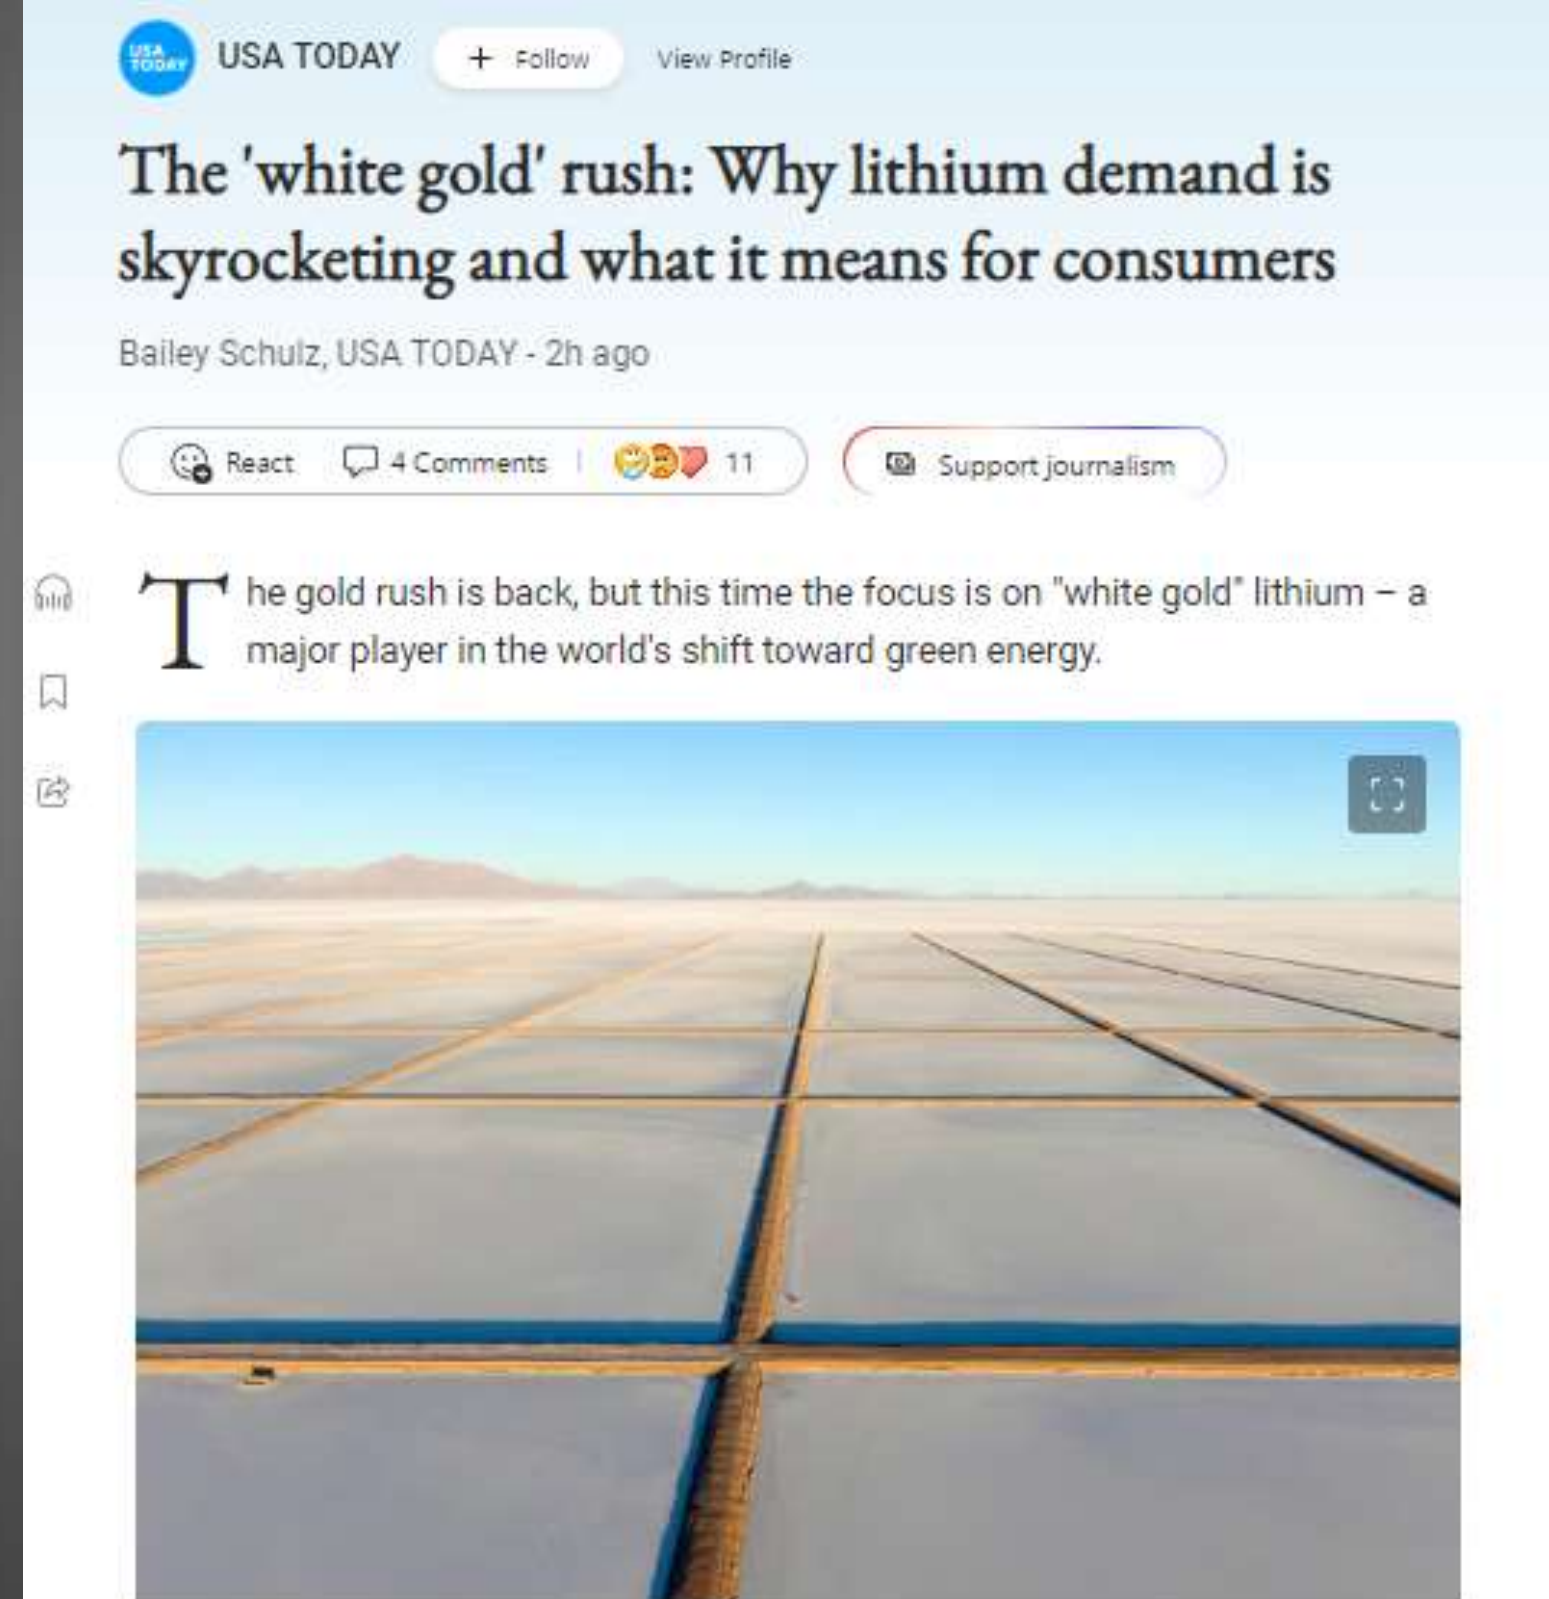 USA TODAY
USA TODAY + Follow View Profile
The 'white gold' rush: Why lithium demand is
skyrocketing and what it means for consumers
Bailey Schulz, USA TODAY - 2h ago
React 4 Comments 11 Support journalism
The gold rush is back, but this time the focus is on "white gold" lithium – a
major player in the world's shift toward green energy.